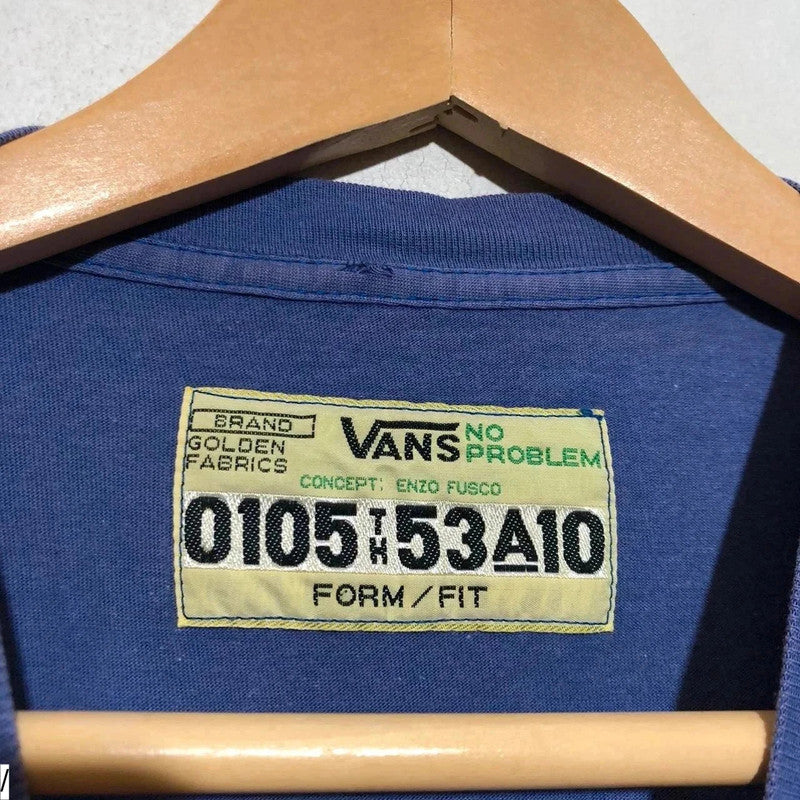 BRAND
GOLDEN
FABRICS
VANS NO
PROBLEM
CONCEPT: ENZO FUSCO
0105 TH 53A10
FORM/FIT